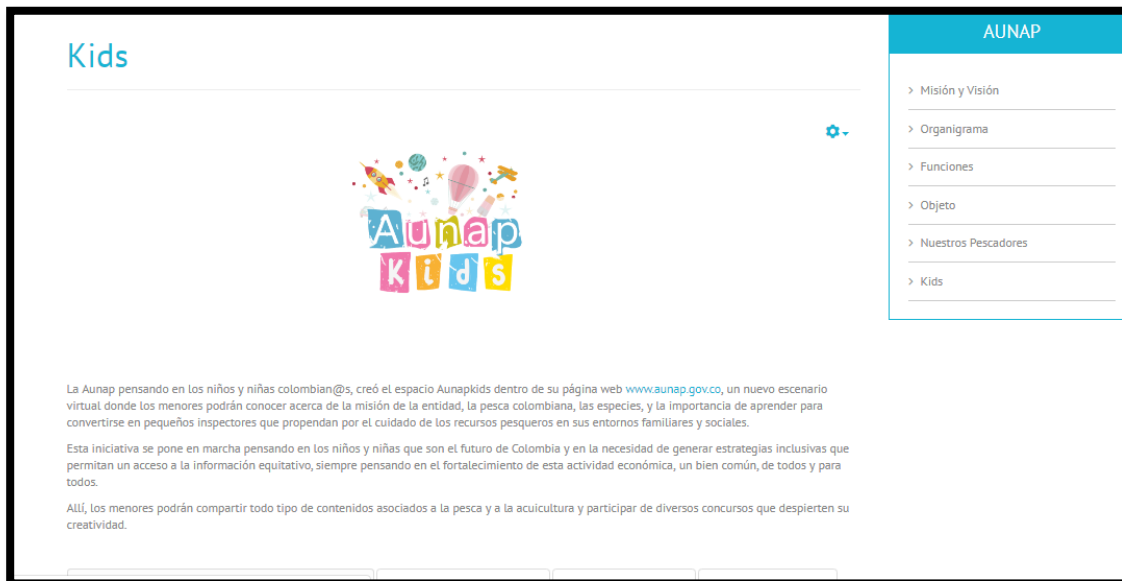 Kids
AUNAP
Misión y Visión
Organigrama
Funciones
Objeto
Nuestros Pescadores
Kids
Aunap
Kids
La Aunap pensando en los niños y niñas colombian@s, creó el espacio Aunapkids dentro de su página web www.aunap.gov.co, un nuevo escenario
virtual donde los menores podrán conocer acerca de la misión de la entidad, la pesca colombiana, las especies, y la importancia de aprender para
convertirse en pequeños inspectores que propendan por el cuidado de los recursos pesqueros en sus entornos familiares y sociales.
Esta iniciativa se pone en marcha pensando en los niños y niñas que son el futuro de Colombia y en la necesidad de generar estrategias inclusivas que
permitan un acceso a la información equitativo, siempre pensando en el fortalecimiento de esta actividad económica, un bien común, de todos y para
todos.
Allí, los menores podrán compartir todo tipo de contenidos asociados a la pesca y a la acuicultura y participar de diversos concursos que despierten su
creatividad.